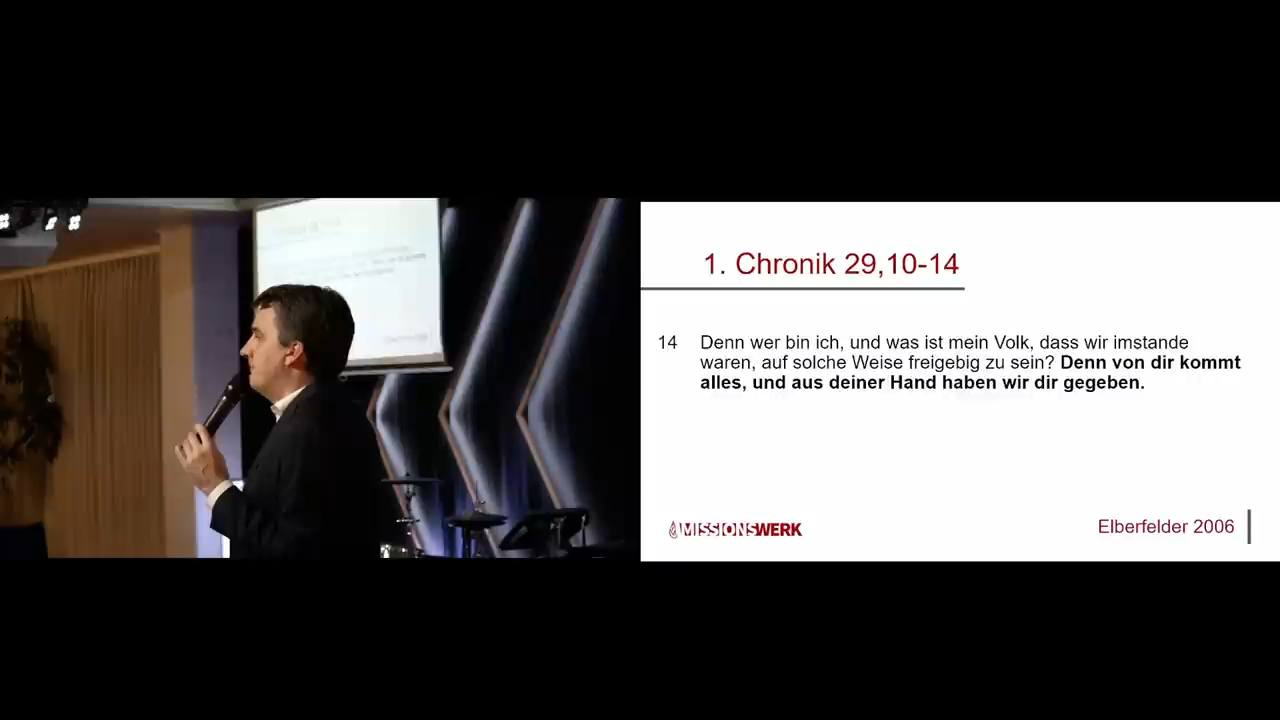 1. Chronik 29,10-14
14 Denn wer bin ich, und was ist mein Volk, dass wir imstande
waren, auf solche Weise freigebig zu sein? Denn von dir kommt
alles, und aus deiner Hand haben wir dir gegeben.
MISSIONSWERK
Elberfelder 2006